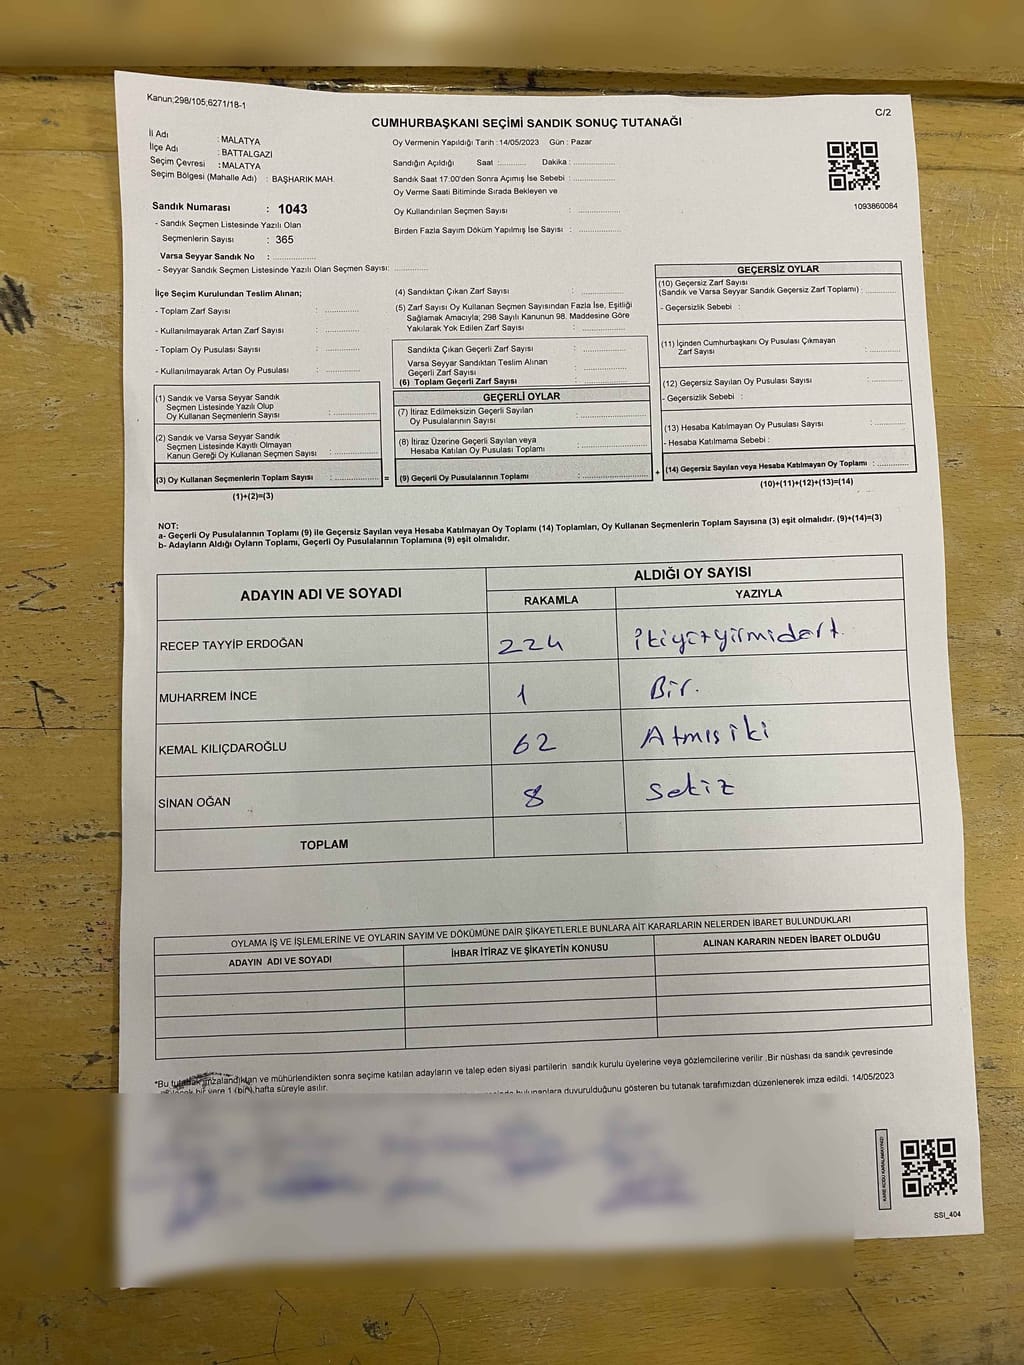 Kanun;298/105;6271/18-1
C/2
CUMHURBAŞKANI SEÇİMİ SANDIK SONUÇ TUTANAĞI
İl Adı : MALATYA
İlçe Adı : BATTALGAZİ
Seçim Çevresi : MALATYA
Seçim Bölgesi (Mahalle Adı) : BAŞHARIK MAH.
Sandık Numarası : 1043
- Sandık Seçmen Listesinde Yazılı Olan
Seçmenlerin Sayısı : 365
Varsa Seyyar Sandık No : ..............
- Seyyar Sandık Seçmen Listesinde Yazılı Olan Seçmen Sayısı: ............
Oy Vermenin Yapıldığı Tarih :14/05/2023 Gün : Pazar
Sandığın Açıldığı Saat :......... Dakika : ..............
Sandık Saat 17:00'den Sonra Açımış İse Sebebi : ..............
Oy Verme Saati Bitiminde Sırada Bekleyen ve
Oy Kullandırılan Seçmen Sayısı : ..............
Birden Fazla Sayım Döküm Yapılmış İse Sayısı : ..............
1093860084
İlçe Seçim Kurulundan Teslim Alınan;
- Toplam Zarf Sayısı : ............
- Kullanılmayarak Artan Zarf Sayısı : ............
- Toplam Oy Pusulası Sayısı : ............
- Kullanılmayarak Artan Oy Pusulası : ............
(1) Sandık ve Varsa Seyyar Sandık
Seçmen Listesinde Yazılı Olup
Oy Kullanan Seçmenlerin Sayısı : ............
(2) Sandık ve Varsa Seyyar Sandık
Seçmen Listesinde Kayıtlı Olmayan
Kanun Gereği Oy Kullanan Seçmen Sayısı : ............
(3) Oy Kullanan Seçmenlerin Toplam Sayısı : ............ =
(1)+(2)=(3)
(4) Sandıktan Çıkan Zarf Sayısı : ............
(5) Zarf Sayısı Oy Kullanan Seçmen Sayısından Fazla İse, Eşitliği
Sağlamak Amacıyla; 298 Sayılı Kanunun 98. Maddesine Göre
Yakılarak Yok Edilen Zarf Sayısı : ............
Sandıkta Çıkan Geçerli Zarf Sayısı : ............
Varsa Seyyar Sandıktan Teslim Alınan
Geçerli Zarf Sayısı : ............
(6) Toplam Geçerli Zarf Sayısı : ............
GEÇERLİ OYLAR
(7) İtiraz Edilmeksizin Geçerli Sayılan
Oy Pusulasının Sayısı : ............
(8) İtiraz Üzerine Geçerli Sayılan veya
Hesaba Katılan Oy Pusulası Toplamı : ............
(9) Geçerli Oy Pusulalarının Toplamı : ............ +
GEÇERSİZ OYLAR
(10) Geçersiz Zarf Sayısı
(Sandık ve Varsa Seyyar Sandık Geçersiz Zarf Toplamı) : ............
- Geçersizlik Sebebi :
(11) İçinden Cumhurbaşkanı Oy Pusulası Çıkmayan
Zarf Sayısı : ............
(12) Geçersiz Sayılan Oy Pusulası Sayısı : ............
- Geçersizlik Sebebi :
(13) Hesaba Katılmayan Oy Pusulası Sayısı : ............
- Hesaba Katılmama Sebebi :
(14) Geçersiz Sayılan veya Hesaba Katılmayan Oy Toplamı : ............
(10)+(11)+(12)+(13)=(14)
NOT:
a- Geçerli Oy Pusulalarının Toplamı (9) ile Geçersiz Sayılan veya Hesaba Katılmayan Oy Toplamı (14) Toplamları, Oy Kullanan Seçmenlerin Toplam Sayısına (3) eşit olmalıdır. (9)+(14)=(3)
b- Adayların Aldığı Oyların Toplamı, Geçerli Oy Pusulalarının Toplamına (9) eşit olmalıdır.
ADAYIN ADI VE SOYADI
ALDIĞI OY SAYISI
RAKAMLA YAZIYLA
RECEP TAYYİP ERDOĞAN 224 ikiyüzyirmidört.
MUHARREM İNCE 1 Bir.
KEMAL KILIÇDAROĞLU 62 Atmış iki
SİNAN OĞAN 8 Sekiz
TOPLAM
OYLAMA İŞ VE İŞLEMLERİNE VE OYLARIN SAYIM VE DÖKÜMÜNE DAİR ŞİKAYETLERLE BUNLARA AİT KARARLARIN NELERDEN İBARET BULUNDUKLARI
ADAYIN ADI VE SOYADI İHBAR İTİRAZ VE ŞİKAYETİN KONUSU ALINAN KARARIN NEDEN İBARET OLDUĞU
*Bu tutanak imzalandıktan ve mühürlendikten sonra seçime katılan adayların ve talep eden siyasi partilerin sandık kurulu üyelerine veya gözlemcilerine verilir .Bir nüshası da sandık çevresinde
bir yere 1 (bir) hafta süreyle asılır.
bulunanlara duyurulduğunu gösteren bu tutanak tarafımızdan düzenlenerek imza edildi. 14/05/2023
KARE KODU KARALAMAYINIZ!
SSI_404